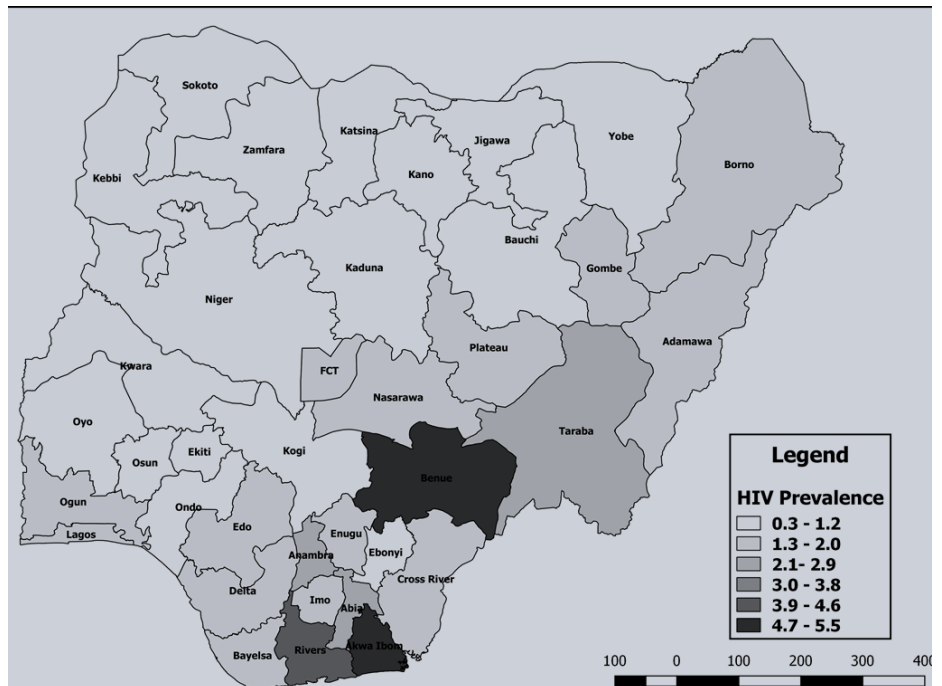 Sokoto
Katsina
Zamfara
Kebbi
Kano
Jigawa
Yobe
Borno
Bauchi
Gombe
Kaduna
Niger
Adamawa
Plateau
FCT
Kwara
Nasarawa
Oyo
Taraba
Osun
Ekiti
Kogi
Benue
Ogun
Ondo
Edo
Lagos
Enugu
Anambra
Ebonyi
Cross River
Delta
Imo
Abia
Bayelsa
Rivers
Akwa Ibom
Legend
HIV Prevalence
0.3 - 1.2
1.3 - 2.0
2.1- 2.9
3.0 - 3.8
3.9 - 4.6
4.7 - 5.5
100 0 100 200 300 400